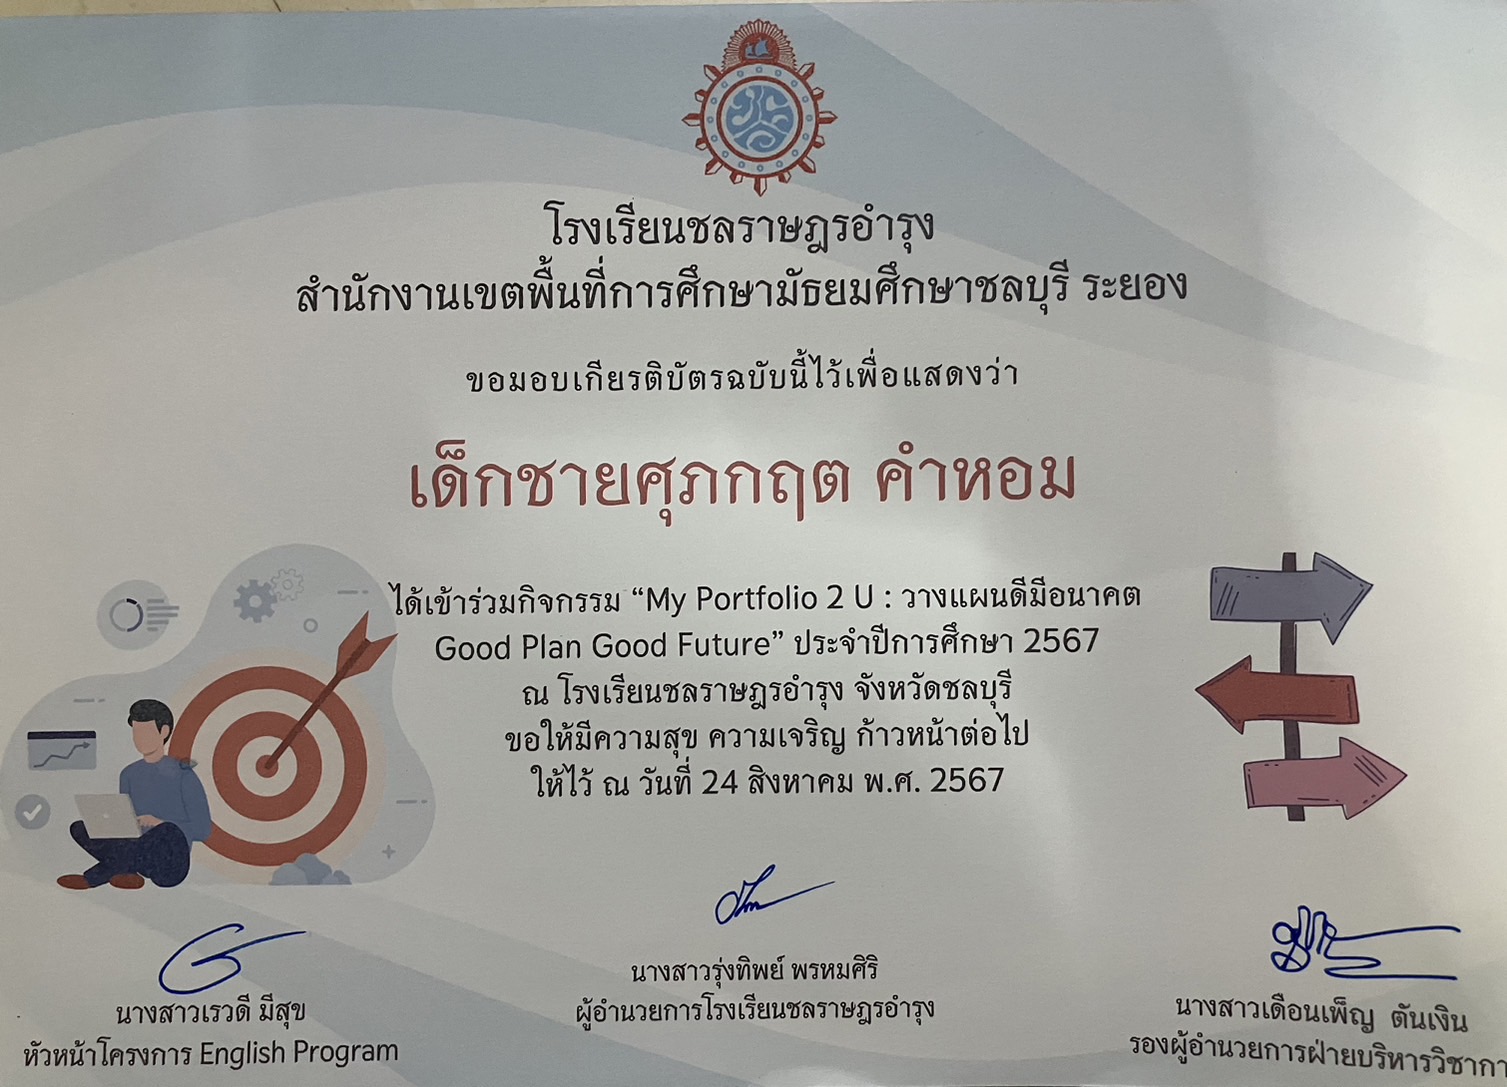 โรงเรียนชลราษฎรอำรุง
สำนักงานเขตพื้นที่การศึกษามัธยมศึกษาชลบุรี ระยอง
ขอมอบเกียรติบัตรฉบับนี้ไว้เพื่อแสดงว่า
เด็กชายศุภกฤต คำหอม
ได้เข้าร่วมกิจกรรม “My Portfolio 2 U : วางแผนดีมีอนาคต
Good Plan Good Future” ประจำปีการศึกษา 2567
ณ โรงเรียนชลราษฎรอำรุง จังหวัดชลบุรี
ขอให้มีความสุข ความเจริญ ก้าวหน้าต่อไป
ให้ไว้ ณ วันที่ 24 สิงหาคม พ.ศ. 2567
นางสาวเรวดี มีสุข
หัวหน้าโครงการ English Program
นางสาวรุ่งทิพย์ พรหมศิริ
ผู้อำนวยการโรงเรียนชลราษฎรอำรุง
นางสาวเดือนเพ็ญ ตันเงิน
รองผู้อำนวยการฝ่ายบริหารวิชากา